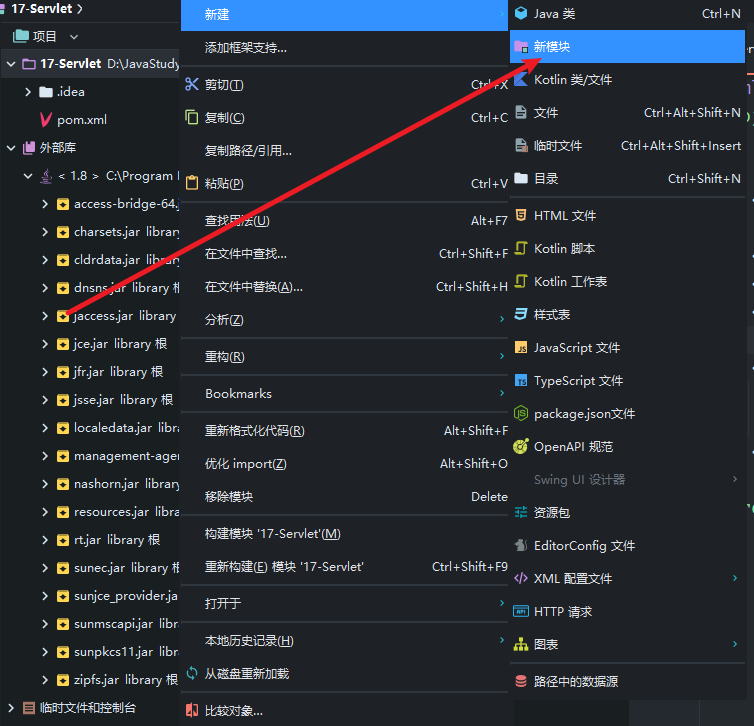 17-Servlet
项目
17-Servlet D:\JavaStudy
.idea
pom.xml
外部库
< 1.8 > C:\Program
access-bridge-64.
charsets.jar library
cldrdata.jar library
dnsns.jar library 根
jaccess.jar library
jce.jar library 根
jfr.jar library 根
jsse.jar library 根
localedata.jar libra
management-agen
nashorn.jar library
resources.jar libra
rt.jar library 根
sunec.jar library 根
sunjce_provider.ja
sunmscapi.jar libra
sunpkcs11.jar libra
zipfs.jar library 根
临时文件和控制台
新建
添加框架支持...
剪切(T) Ctrl+X
复制(C) Ctrl+C
复制路径/引用...
粘贴(P) Ctrl+V
查找用法(U) Alt+F7
在文件中查找... Ctrl+Shift+F
在文件中替换(A)... Ctrl+Shift+H
分析(Z)
重构(R)
Bookmarks
重新格式化代码(R) Alt+Shift+F
优化 import(Z) Alt+Shift+O
移除模块 Delete
构建模块 '17-Servlet'(M)
重新构建(E) 模块 '17-Servlet' Ctrl+Shift+F9
打开于
本地历史记录(H)
从磁盘重新加载
比较对象...
Java 类 Ctrl+N
新模块
Kotlin 类/文件
文件 Ctrl+Alt+Shift+N
临时文件 Ctrl+Alt+Shift+Insert
目录 Ctrl+Shift+N
HTML 文件
Kotlin 脚本
Kotlin 工作表
样式表
JavaScript 文件
TypeScript 文件
package.json文件
OpenAPI 规范
Swing UI 设计器
资源包
EditorConfig 文件
XML 配置文件
HTTP 请求
图表
路径中的数据源